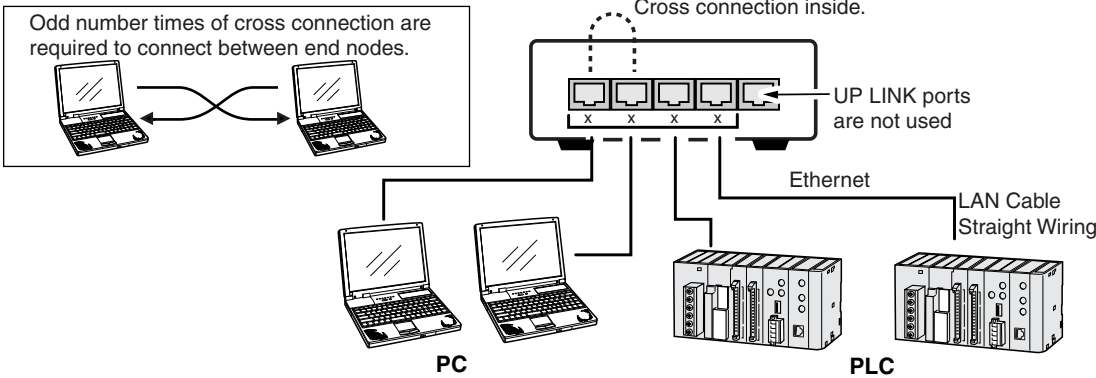 Odd number times of cross connection are
required to connect between end nodes.
Cross connection inside.
x x x x
UP LINK ports
are not used
Ethernet
LAN Cable
Straight Wiring
PC
PLC